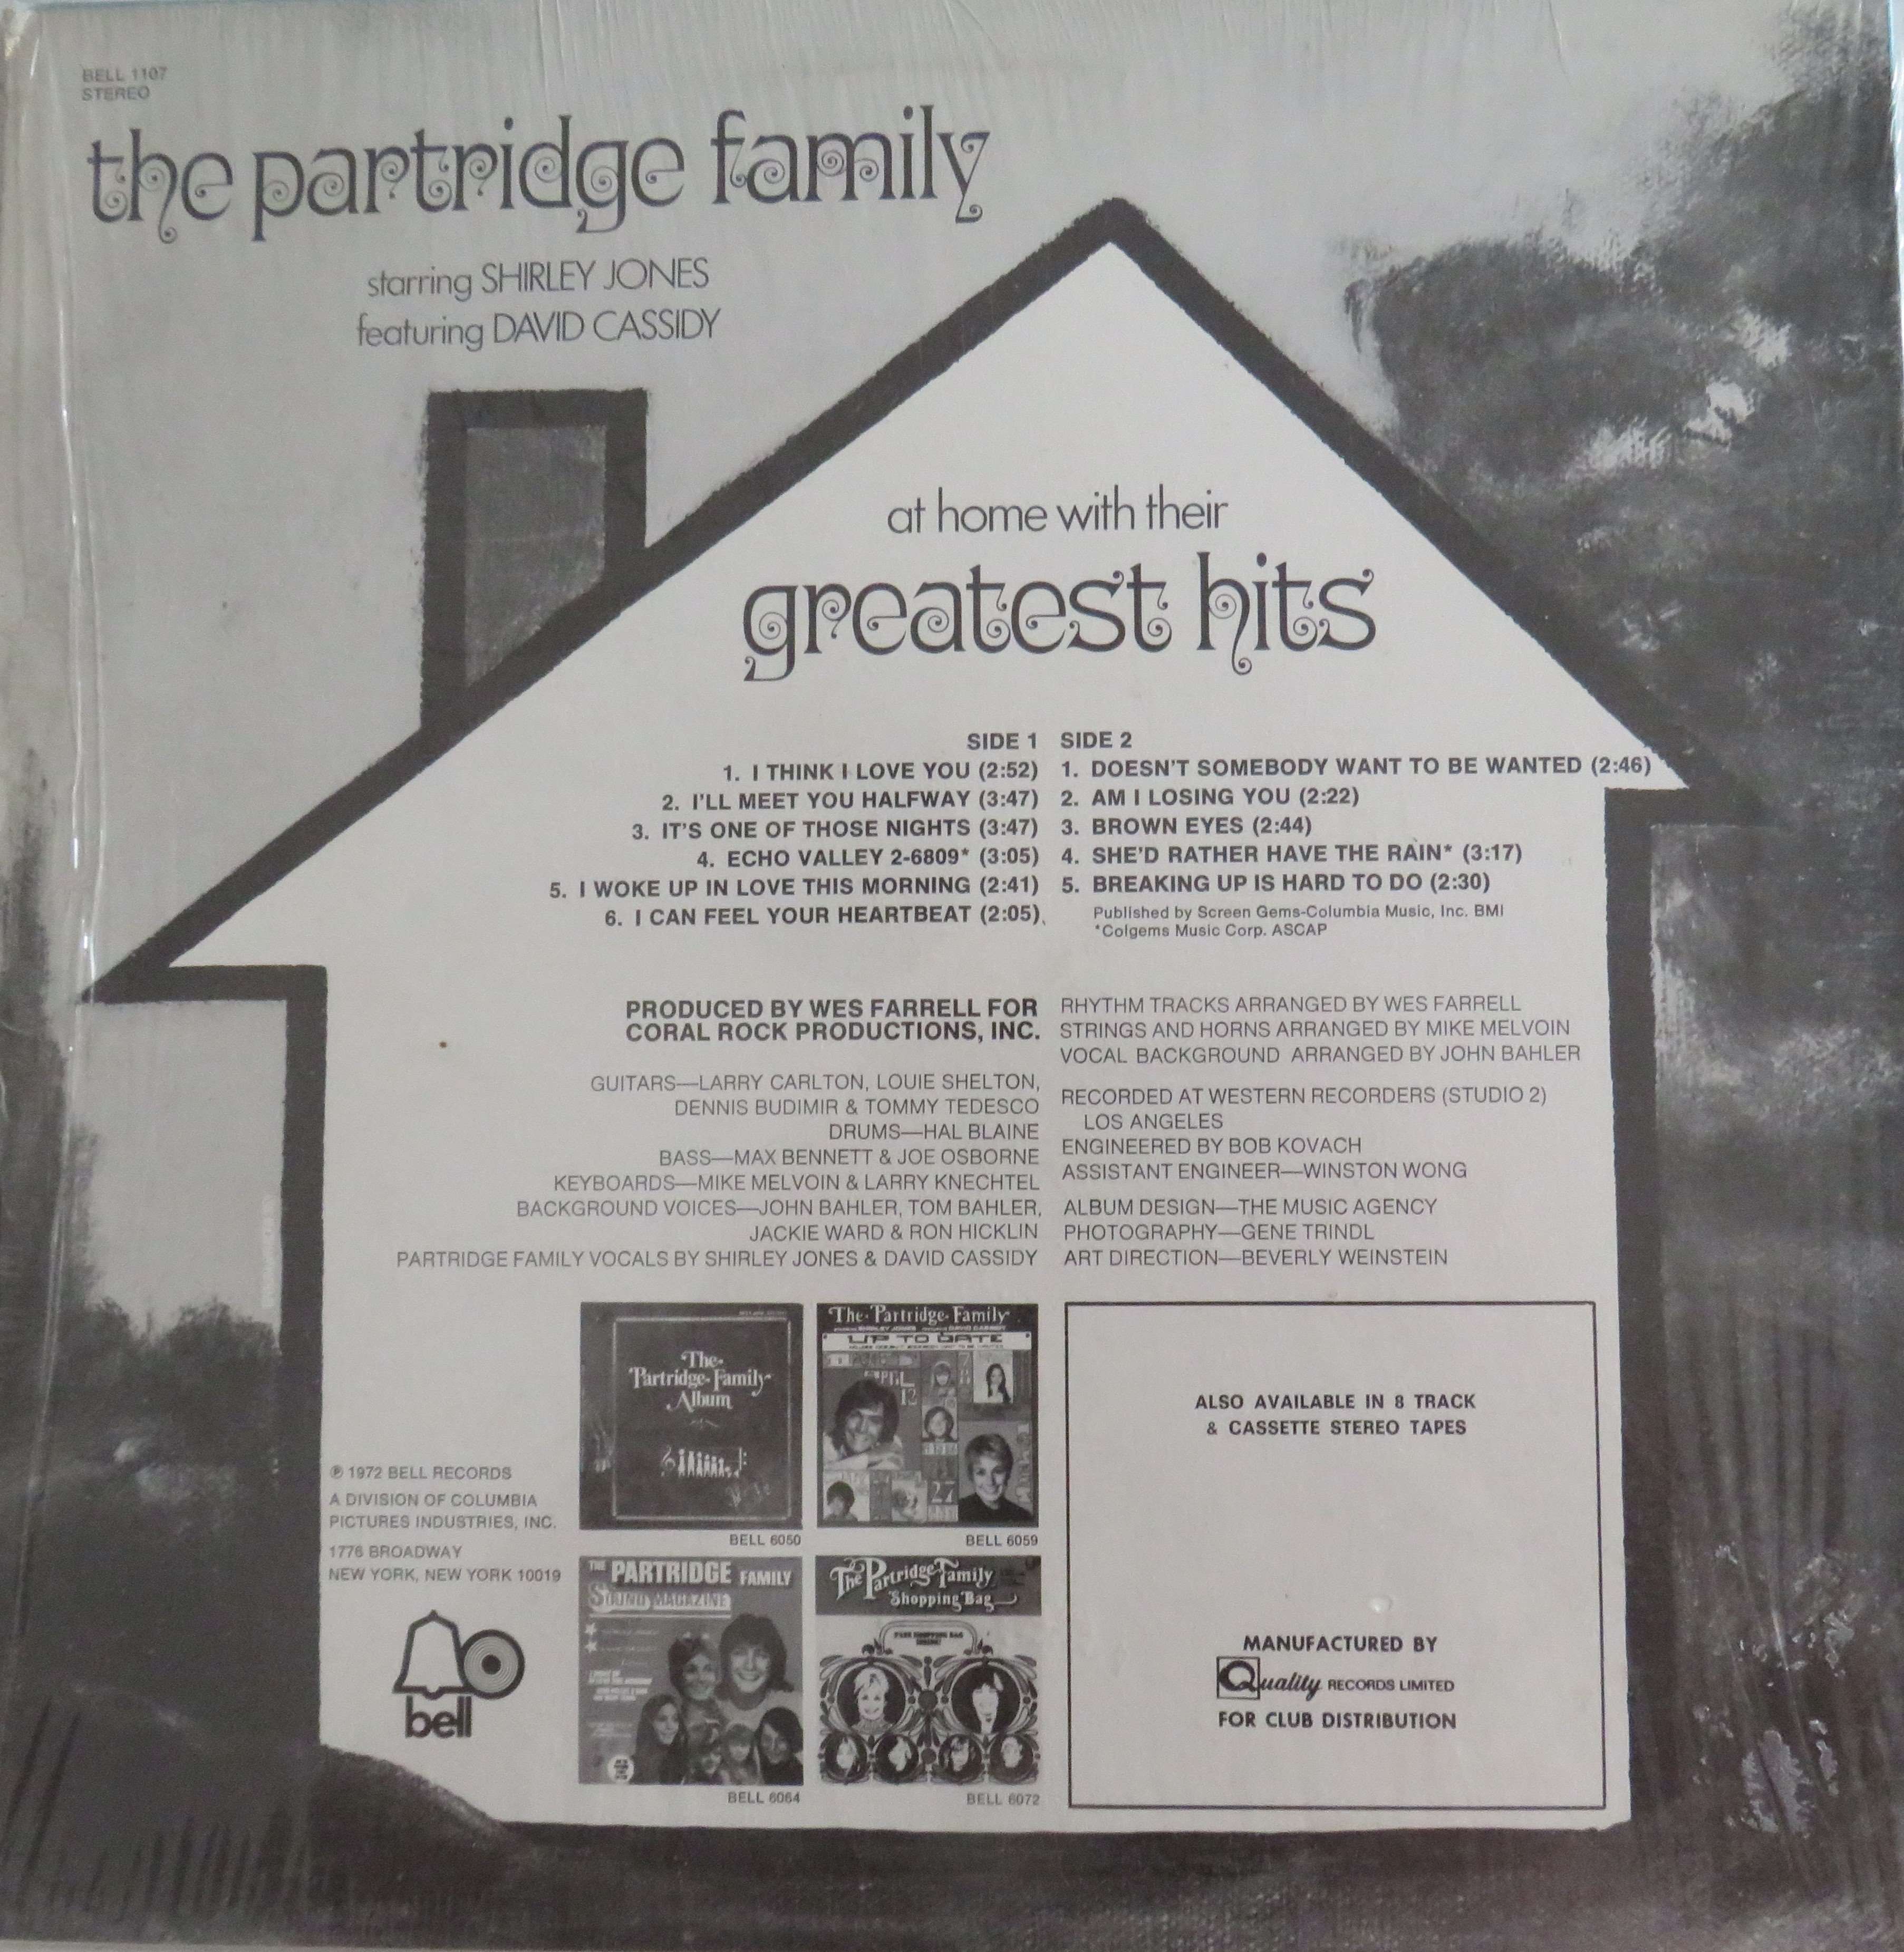 BELL 1107
STEREO
the partridge family
starring SHIRLEY JONES
featuring DAVID CASSIDY
at home with their
greatest hits
SIDE 1
1. I THINK I LOVE YOU (2:52)
2. I'LL MEET YOU HALFWAY (3:47)
3. IT'S ONE OF THOSE NIGHTS (3:47)
4. ECHO VALLEY 2-6809* (3:05)
5. I WOKE UP IN LOVE THIS MORNING (2:41)
6. I CAN FEEL YOUR HEARTBEAT (2:05)
SIDE 2
1. DOESN'T SOMEBODY WANT TO BE WANTED (2:46)
2. AM I LOSING YOU (2:22)
3. BROWN EYES (2:44)
4. SHE'D RATHER HAVE THE RAIN* (3:17)
5. BREAKING UP IS HARD TO DO (2:30)
Published by Screen Gems-Columbia Music, Inc. BMI
*Colgems Music Corp. ASCAP
PRODUCED BY WES FARRELL FOR
CORAL ROCK PRODUCTIONS, INC.
GUITARS—LARRY CARLTON, LOUIE SHELTON,
DENNIS BUDIMIR & TOMMY TEDESCO
DRUMS—HAL BLAINE
BASS—MAX BENNETT & JOE OSBORNE
KEYBOARDS—MIKE MELVOIN & LARRY KNECHTEL
BACKGROUND VOICES—JOHN BAHLER, TOM BAHLER,
JACKIE WARD & RON HICKLIN
PARTRIDGE FAMILY VOCALS BY SHIRLEY JONES & DAVID CASSIDY
RHYTHM TRACKS ARRANGED BY WES FARRELL
STRINGS AND HORNS ARRANGED BY MIKE MELVOIN
VOCAL BACKGROUND ARRANGED BY JOHN BAHLER
RECORDED AT WESTERN RECORDERS (STUDIO 2)
LOS ANGELES
ENGINEERED BY BOB KOVACH
ASSISTANT ENGINEER—WINSTON WONG
ALBUM DESIGN—THE MUSIC AGENCY
PHOTOGRAPHY—GENE TRINDL
ART DIRECTION—BEVERLY WEINSTEIN
℗ 1972 BELL RECORDS
A DIVISION OF COLUMBIA
PICTURES INDUSTRIES, INC.
1776 BROADWAY
NEW YORK, NEW YORK 10019
bell
The
Partridge Family
Album
BELL 6050
The Partridge Family
UP TO DATE
APRIL
12
27
BELL 6059
THE PARTRIDGE FAMILY
SOUND MAGAZINE
BELL 6064
The Partridge Family
Shopping Bag
BELL 6072
ALSO AVAILABLE IN 8 TRACK
& CASSETTE STEREO TAPES
MANUFACTURED BY
Quality RECORDS LIMITED
FOR CLUB DISTRIBUTION